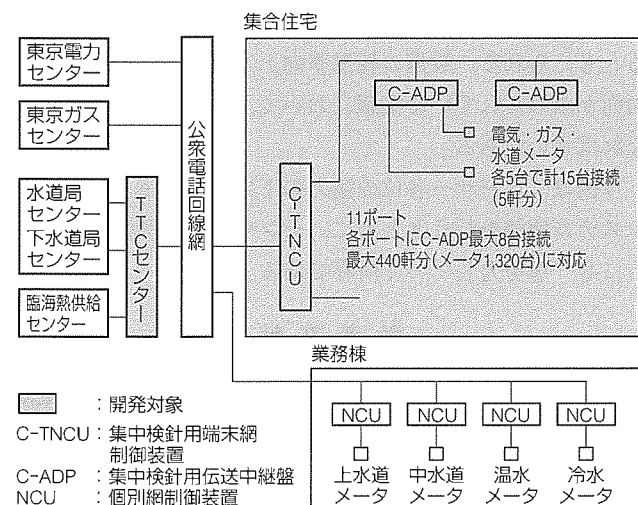 集合住宅
東京電力
センター
東京ガス
センター
水道局
センター
下水道局
センター
臨海熱供給
センター
TTCセンター
公衆電話回線網
C-TNCU
C-ADP
C-ADP
電気・ガス・
水道メータ
各5台で計15台接続
(5軒分)
11ポート
各ポートにC-ADP最大8台接続
最大440軒分(メータ1,320台)に対応
業務棟
NCU
NCU
NCU
NCU
上水道
メータ
中水道
メータ
温水
メータ
冷水
メータ
:開発対象
C-TNCU:集中検針用端末網
制御装置
C-ADP:集中検針用伝送中継盤
NCU:個別網制御装置